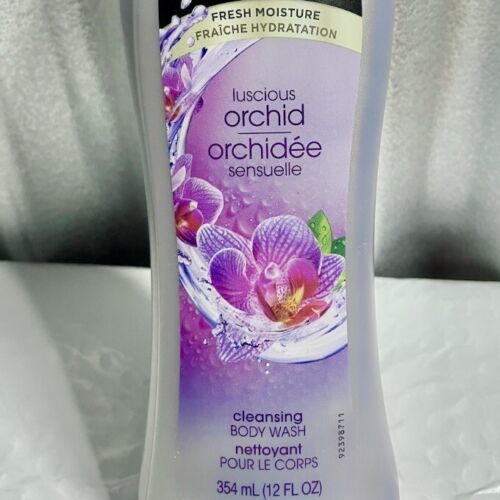 FRESH MOISTURE
FRAÎCHE HYDRATATION
luscious
orchid
orchidée
sensuelle
cleansing
BODY WASH
nettoyant
POUR LE CORPS
354 mL (12 FL OZ)
92398711